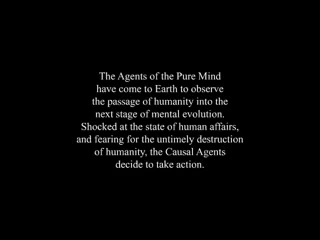 The Agents of the Pure Mind
have come to Earth to observe
the passage of humanity into the
next stage of mental evolution.
Shocked at the state of human affairs,
and fearing for the untimely destruction
of humanity, the Causal Agents
decide to take action.